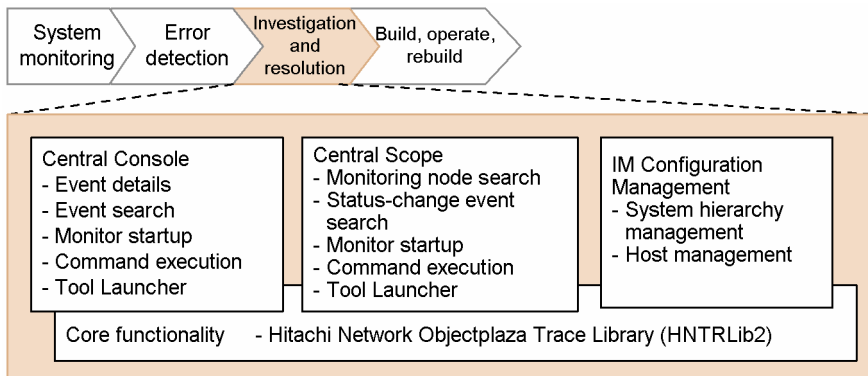 System
monitoring
Error
detection
Investigation
and
resolution
Build, operate,
rebuild
Central Console
- Event details
- Event search
- Monitor startup
- Command execution
- Tool Launcher
Central Scope
- Monitoring node search
- Status-change event
search
- Monitor startup
- Command execution
- Tool Launcher
IM Configuration
Management
- System hierarchy
management
- Host management
Core functionality - Hitachi Network Objectplaza Trace Library (HNTRLib2)